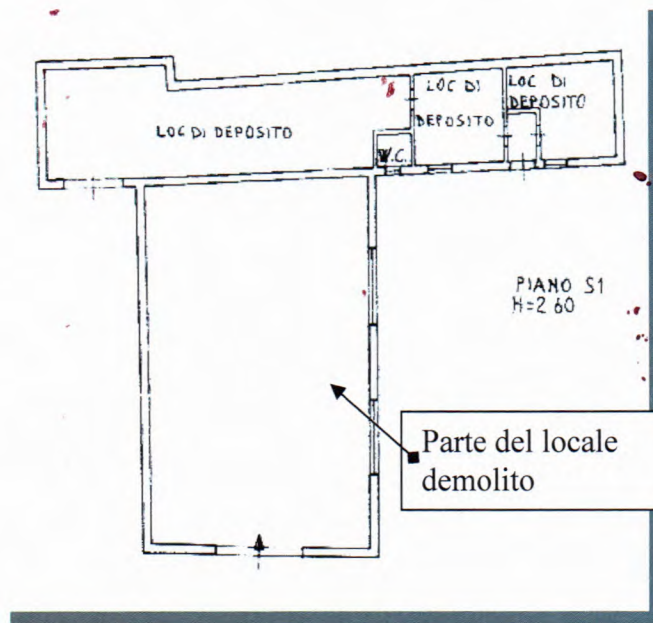 LOC DI
DEPOSITO
LOC DI
DEPOSITO
LOC DI DEPOSITO
W.C.
PIANO S1
H=2 60
Parte del locale
demolito